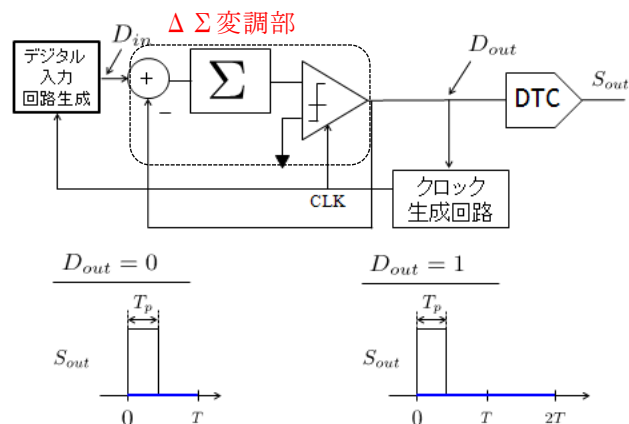 ΔΣ変調部
デジタル
入力
回路生成
D_in
+
−
Σ
D_out
DTC
S_out
CLK
クロック
生成回路
D_out = 0
T_p
S_out
0
T
D_out = 1
T_p
S_out
0
T
2T